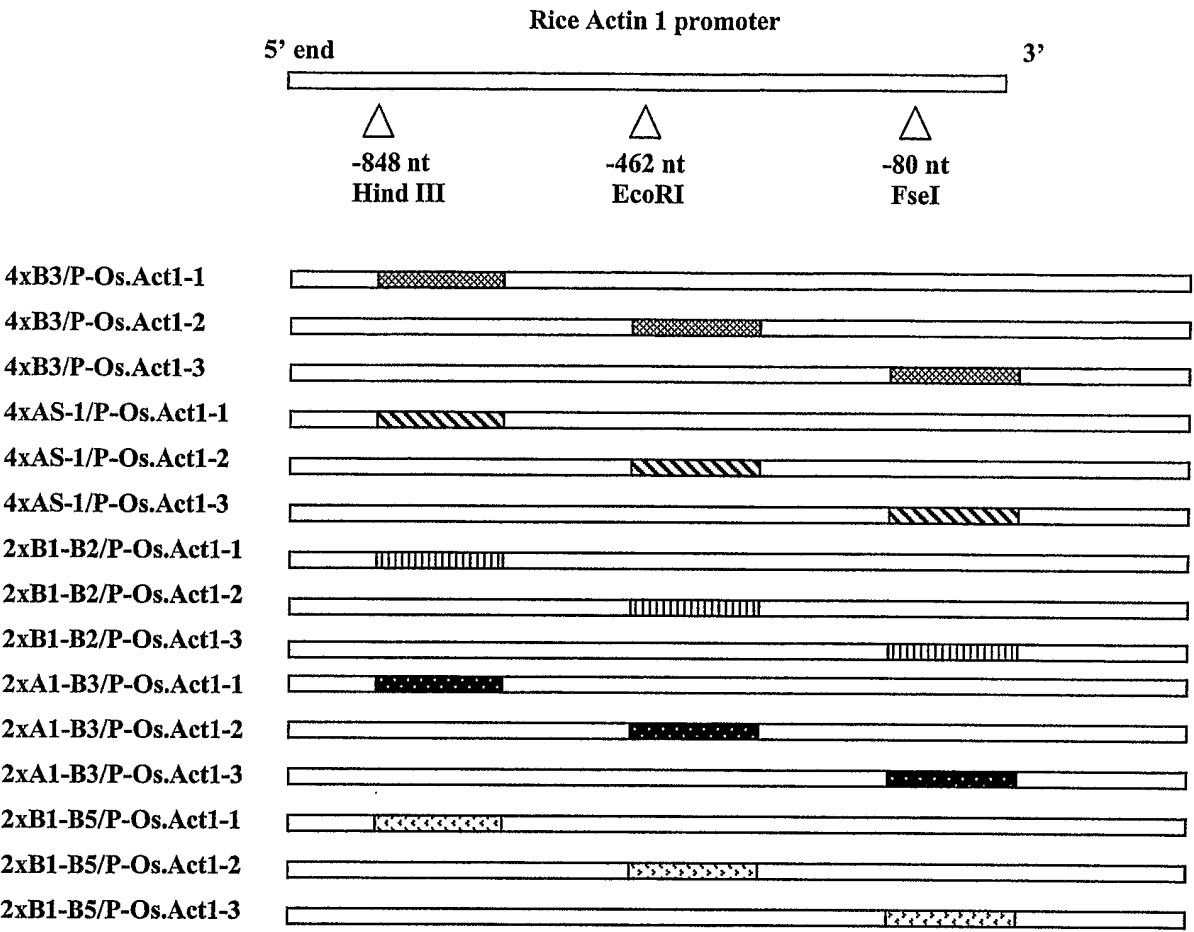 Rice Actin 1 promoter
5’ end
3’
-848 nt
Hind III
-462 nt
EcoRI
-80 nt
FseI
4xB3/P-Os.Act1-1
4xB3/P-Os.Act1-2
4xB3/P-Os.Act1-3
4xAS-1/P-Os.Act1-1
4xAS-1/P-Os.Act1-2
4xAS-1/P-Os.Act1-3
2xB1-B2/P-Os.Act1-1
2xB1-B2/P-Os.Act1-2
2xB1-B2/P-Os.Act1-3
2xA1-B3/P-Os.Act1-1
2xA1-B3/P-Os.Act1-2
2xA1-B3/P-Os.Act1-3
2xB1-B5/P-Os.Act1-1
2xB1-B5/P-Os.Act1-2
2xB1-B5/P-Os.Act1-3